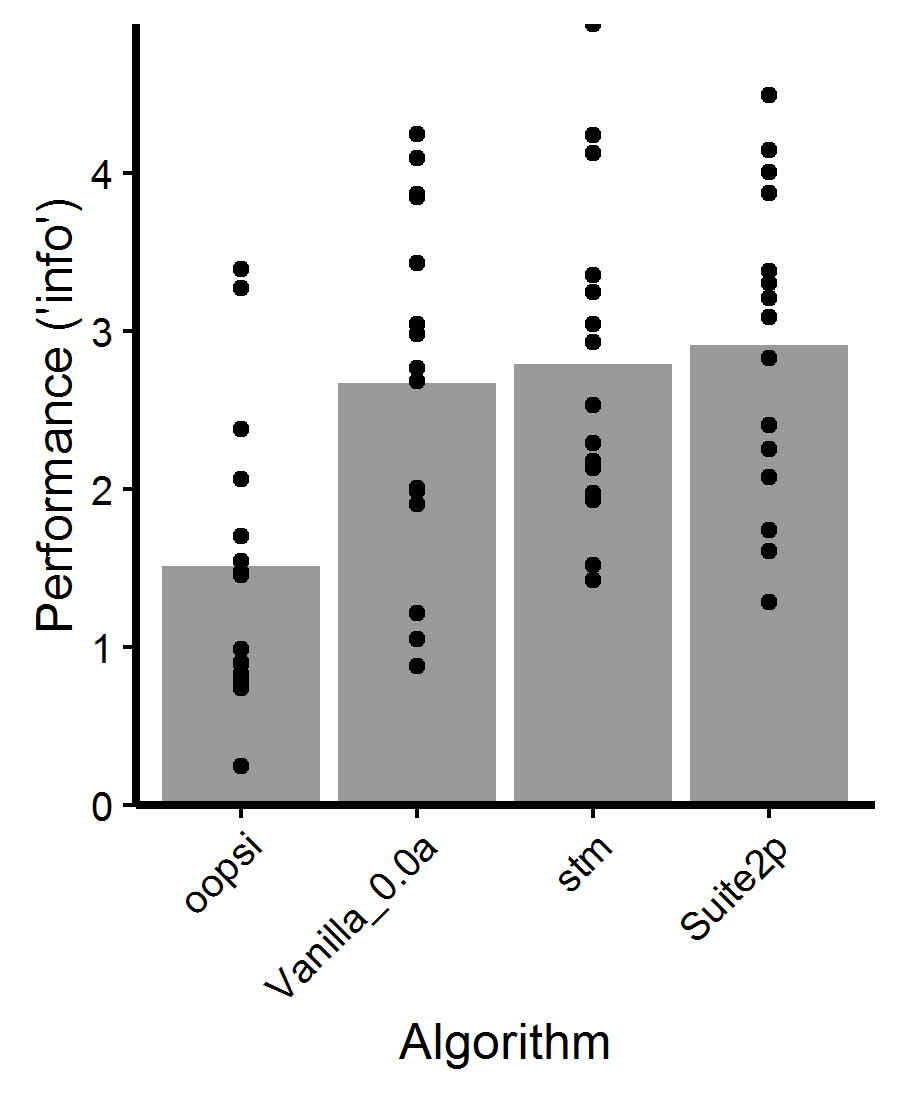 Performance ('info')
4
3
2
1
0
oopsi
Vanilla_0.0a
stm
Suite2p
Algorithm